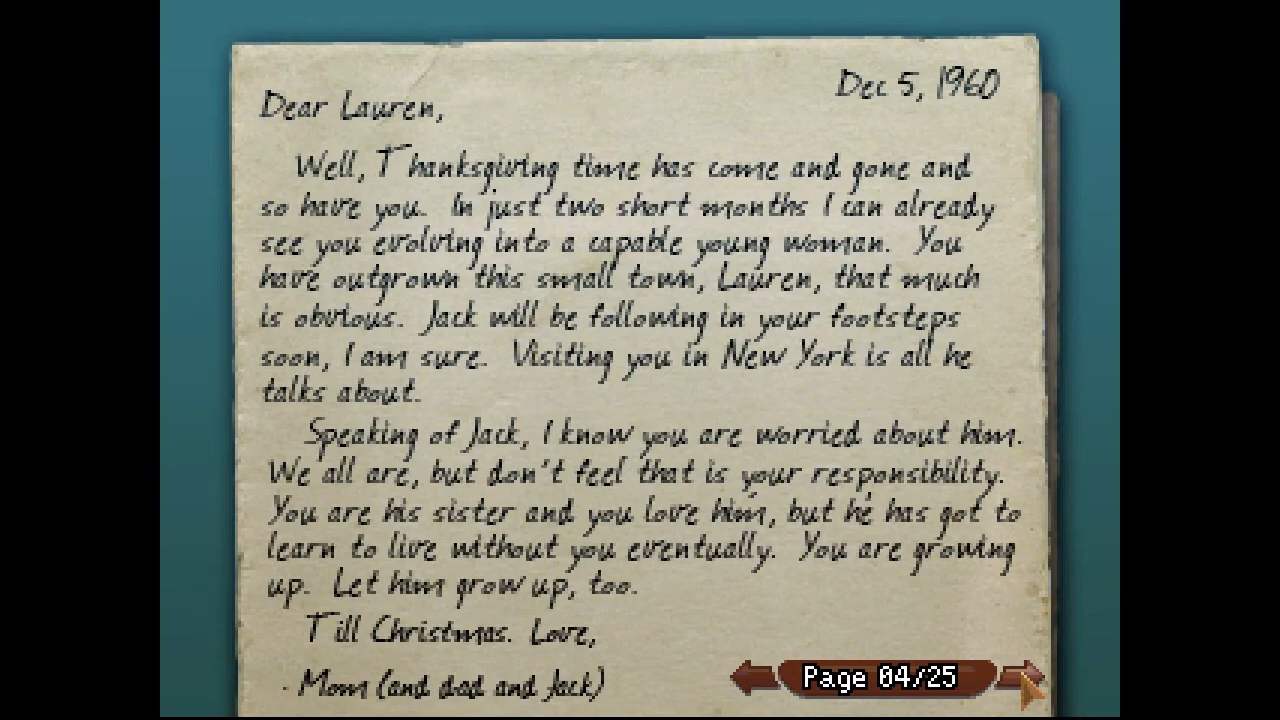 Dec 5, 1960
Dear Lauren,
Well, Thanksgiving time has come and gone and
so have you. In just two short months I can already
see you evolving into a capable young woman. You
have outgrown this small town, Lauren, that much
is obvious. Jack will be following in your footsteps
soon, I am sure. Visiting you in New York is all he
talks about.
Speaking of Jack, I know you are worried about him.
We all are, but don't feel that is your responsibility.
You are his sister and you love him, but he has got to
learn to live without you eventually. You are growing
up. Let him grow up, too.
Till Christmas. Love,
- Mom (and dad and Jack)
Page 04/25